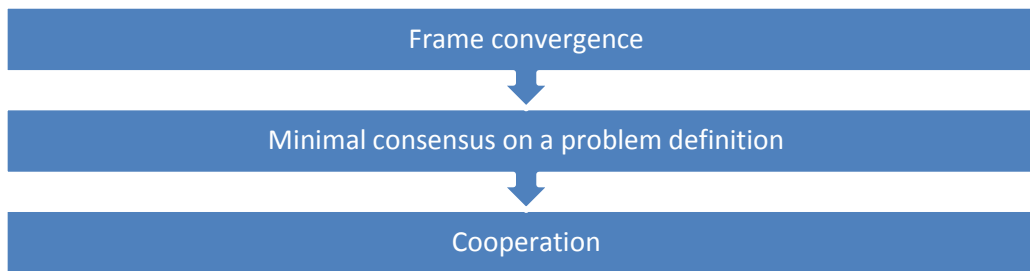 Frame convergence
Minimal consensus on a problem definition
Cooperation